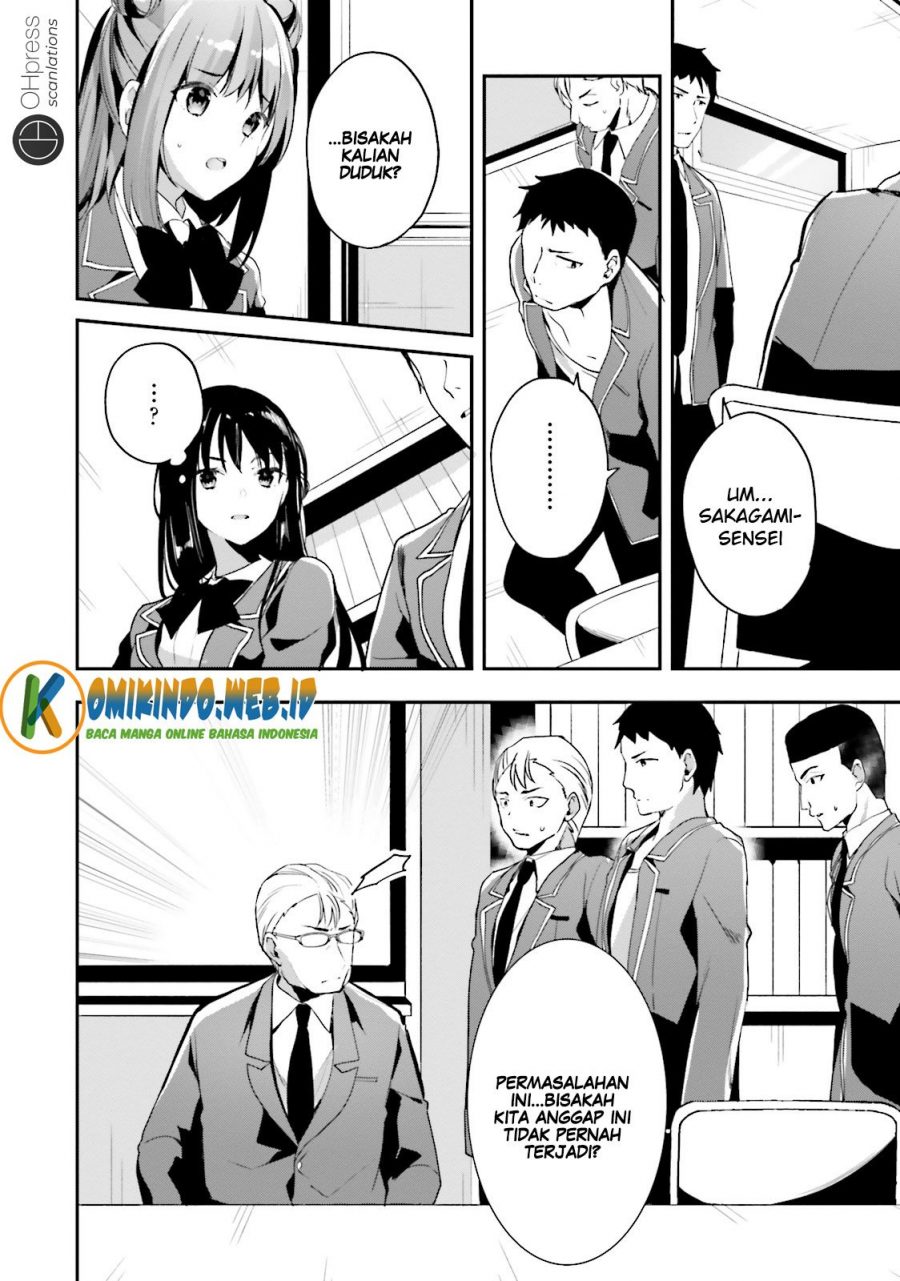 OHpress
scanlations
UM...
SAKAGAMI-
SENSEI
...
...BISAKAH
KALIAN
DUDUK?
...
?
KOMIKINDO.WEB.ID
BACA MANGA ONLINE BAHASA INDONESIA
PERMASALAHAN
INI...BISAKAH
KITA ANGGAP INI
TIDAK PERNAH
TERJADI?